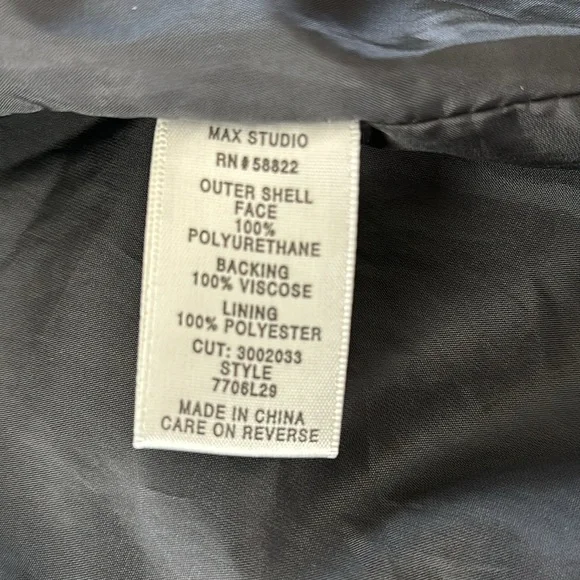 MAX STUDIO
RN#58822
OUTER SHELL
FACE
100%
POLYURETHANE
BACKING
100% VISCOSE
LINING
100% POLYESTER
CUT: 3002033
STYLE
7706L29
MADE IN CHINA
CARE ON REVERSE